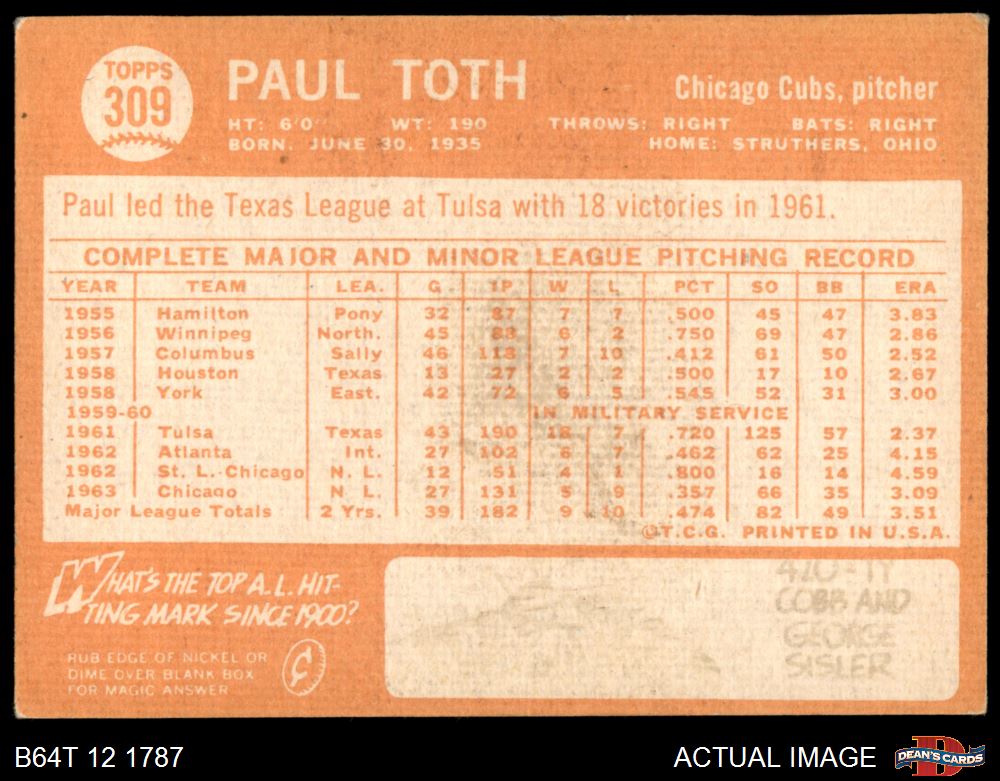 TOPPS
309
PAUL TOTH
Chicago Cubs, pitcher
HT: 6'0" WT: 190 THROWS: RIGHT BATS: RIGHT
BORN: JUNE 30, 1935 HOME: STRUTHERS, OHIO
Paul led the Texas League at Tulsa with 18 victories in 1961.
COMPLETE MAJOR AND MINOR LEAGUE PITCHING RECORD
YEAR TEAM LEA. G IP W L PCT SO BB ERA
1955 Hamilton Pony 32 87 7 7 .500 45 47 3.83
1956 Winnipeg North. 45 88 6 2 .750 69 47 2.86
1957 Columbus Sally 46 118 7 10 .412 61 50 2.52
1958 Houston Texas 13 27 2 2 .500 17 10 2.67
1958 York East. 42 72 6 5 .545 52 31 3.00
1959-60 IN MILITARY SERVICE
1961 Tulsa Texas 43 190 18 7 .720 125 57 2.37
1962 Atlanta Int. 27 102 6 7 .462 62 25 4.15
1962 St. L.-Chicago N. L. 12 51 4 1 .800 16 14 4.59
1963 Chicago N. L. 27 131 5 9 .357 66 35 3.09
Major League Totals 2 Yrs. 39 182 9 10 .474 82 49 3.51
©T.C.G. PRINTED IN U.S.A.
WHAT'S THE TOP A.L. HIT-
TING MARK SINCE 1900?
RUB EDGE OF NICKEL OR
DIME OVER BLANK BOX
FOR MAGIC ANSWER
¢
420-TY
COBB AND
GEORGE
SISLER
B64T 12 1787
ACTUAL IMAGE
D
DEAN'S CARDS